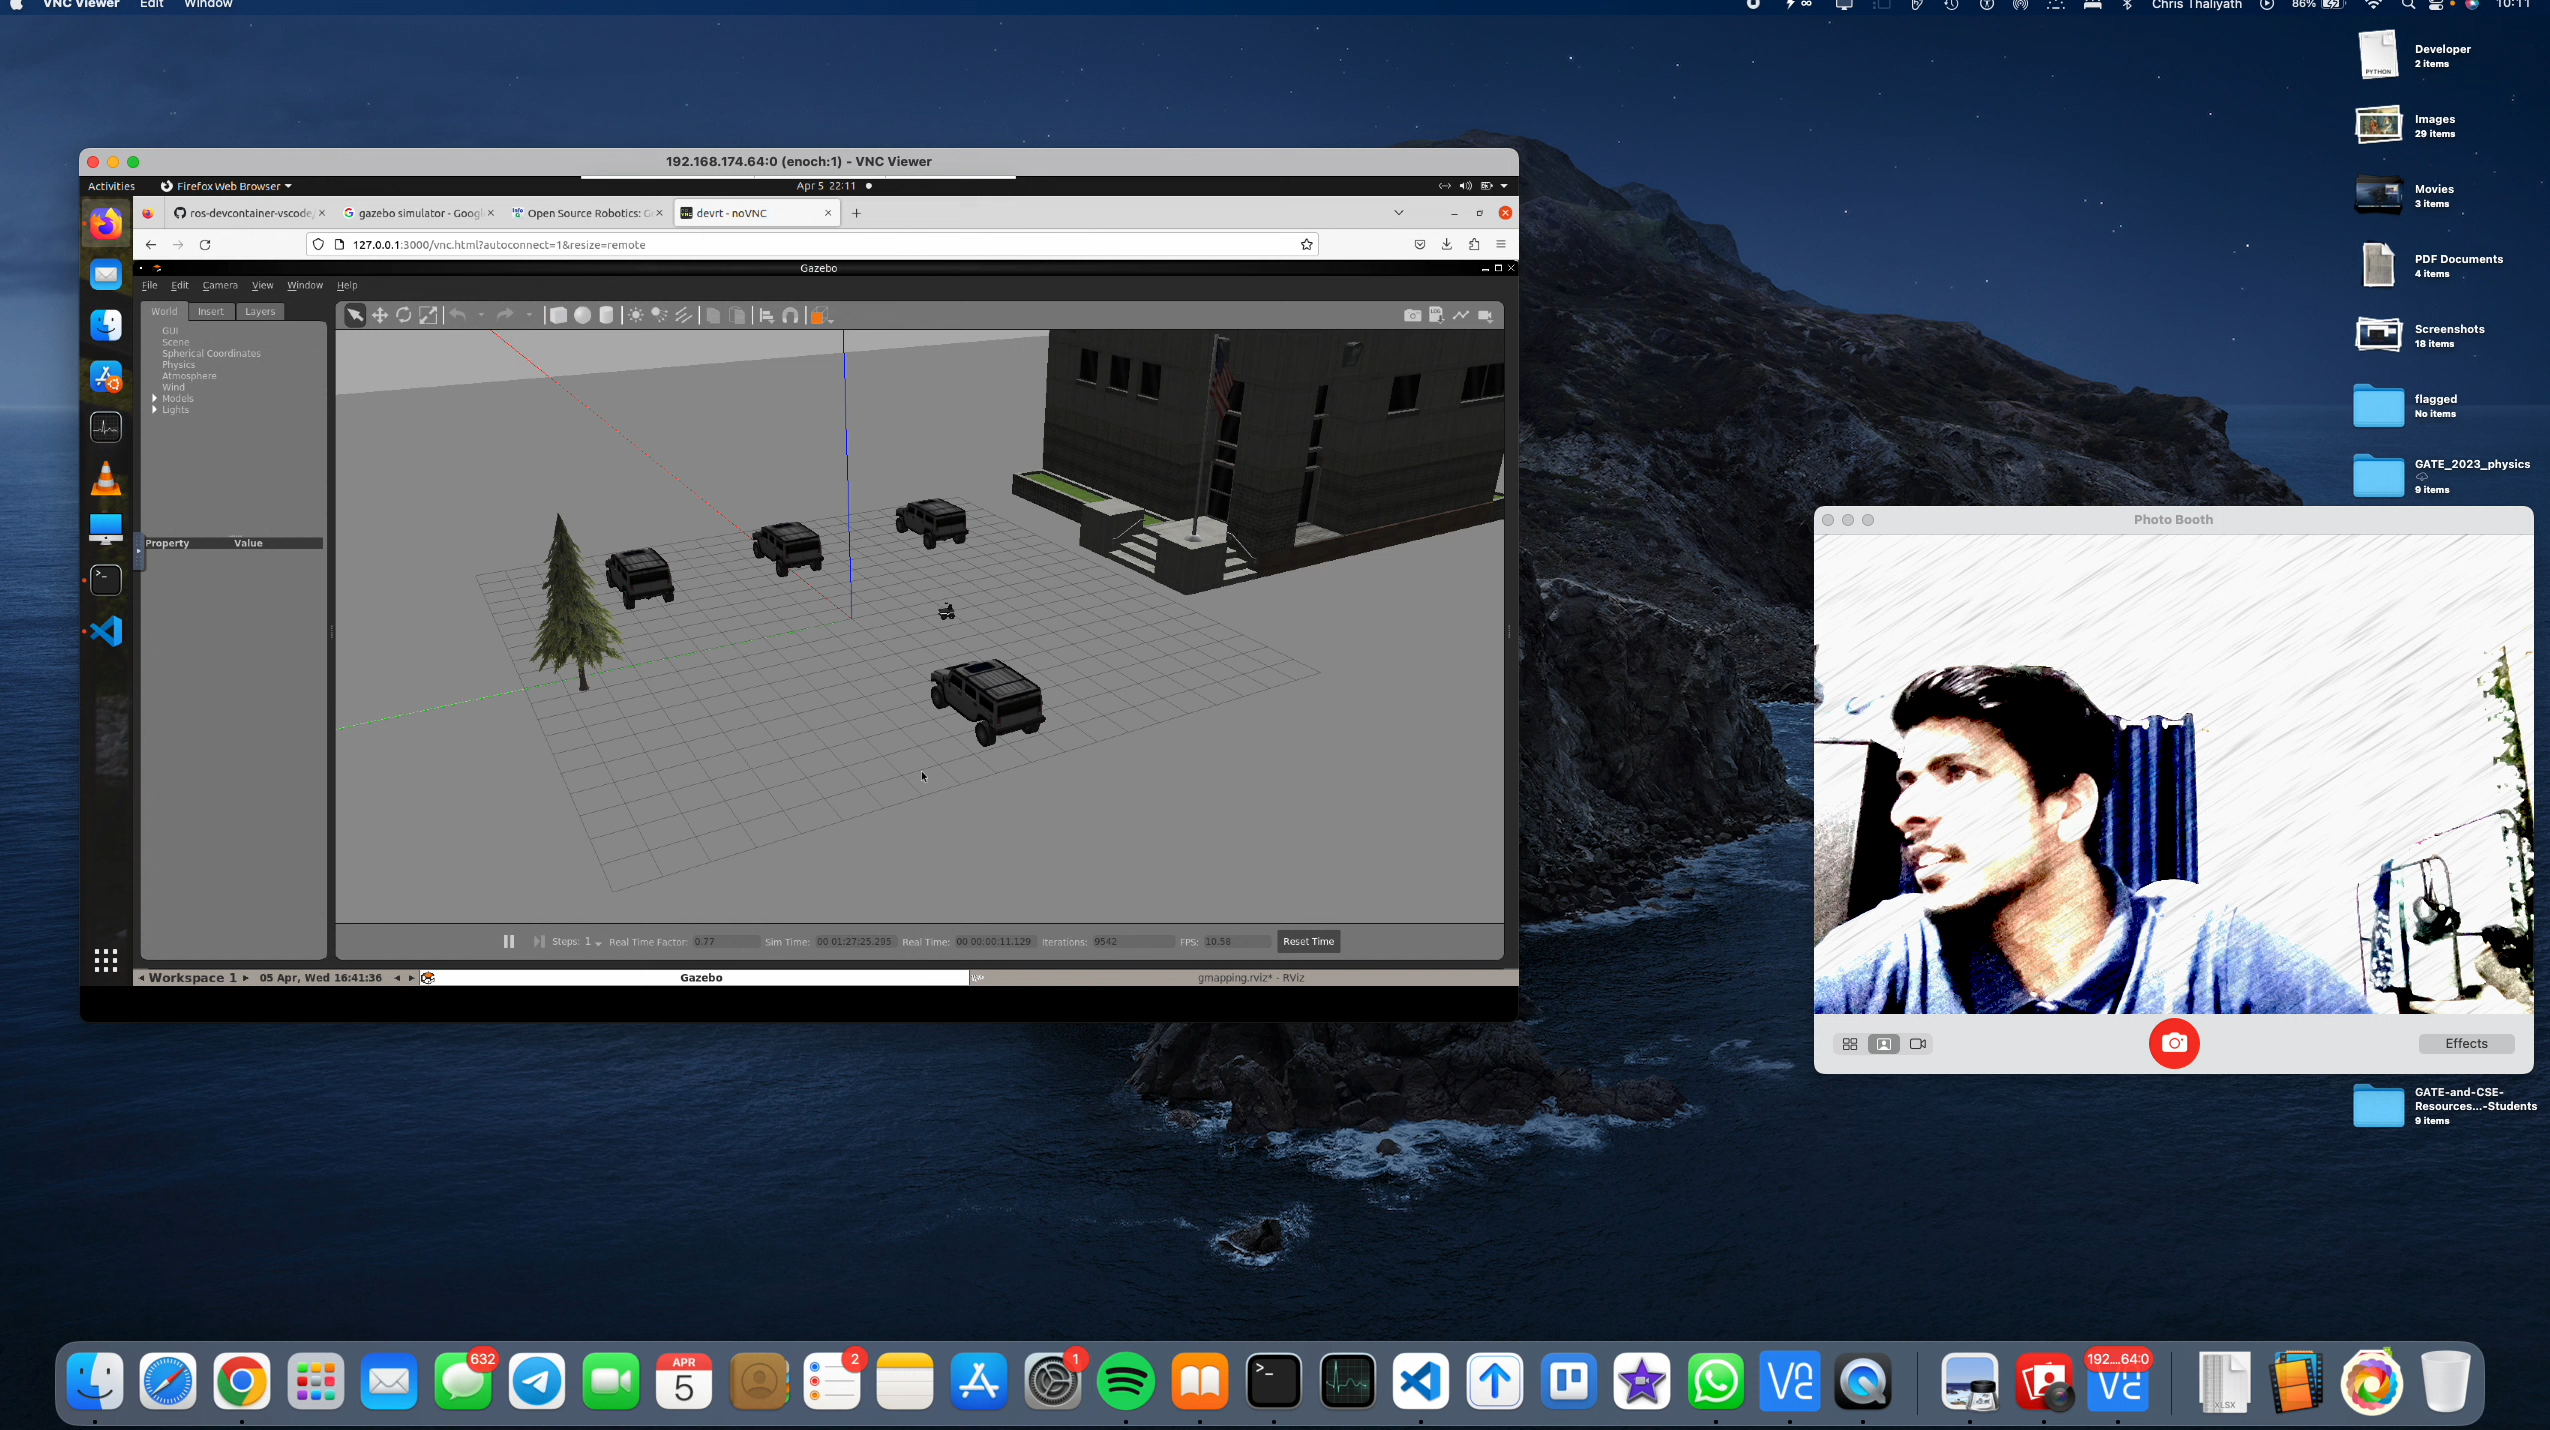 VNC Viewer Edit Window
Chris Thaliyath 86% 10:11
Developer
2 items
Images
29 items
Movies
3 items
PDF Documents
4 items
Screenshots
18 items
flagged
No items
GATE_2023_physics
9 items
192.168.174.64:0 (enoch:1) - VNC Viewer
Activities Firefox Web Browser Apr 5 22:11
ros-devcontainer-vscode/ gazebo simulator - Googl Open Source Robotics: G devrt - noVNC
127.0.0.1:3000/vnc.html?autoconnect=1&resize=remote
Gazebo
File Edit Camera View Window Help
World Insert Layers
GUI
Scene
Spherical Coordinates
Physics
Atmosphere
Wind
Models
Lights
Property Value
Steps: 1 Real Time Factor: 0.77 Sim Time: 00 01:27:25.295 Real Time: 00 00:00:11.129 Iterations: 9542 FPS: 10.58 Reset Time
Workspace 1 05 Apr, Wed 16:41:36 Gazebo gmapping.rviz* - RViz
Photo Booth
Effects
GATE-and-CSE-
Resources...-Students
9 items
632
APR
5
2
1
192....64:0
XLSX
PYTHON
LOG